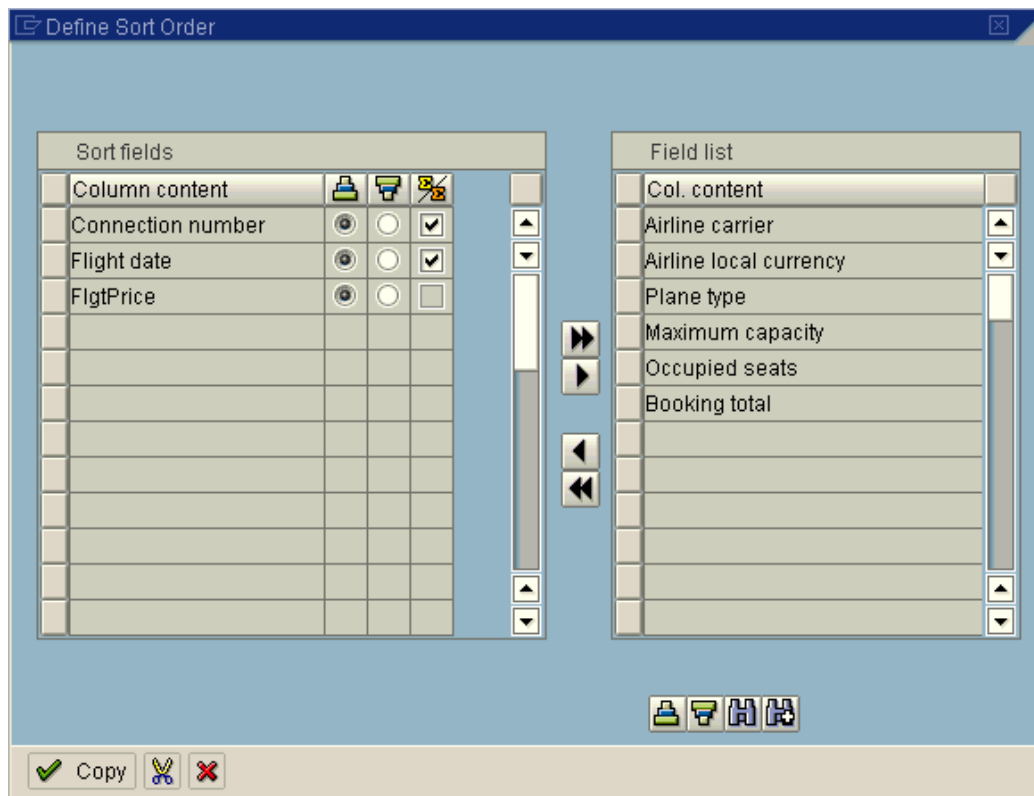 Define Sort Order
Sort fields
Column content
Connection number
Flight date
FlgtPrice
Field list
Col. content
Airline carrier
Airline local currency
Plane type
Maximum capacity
Occupied seats
Booking total
Copy